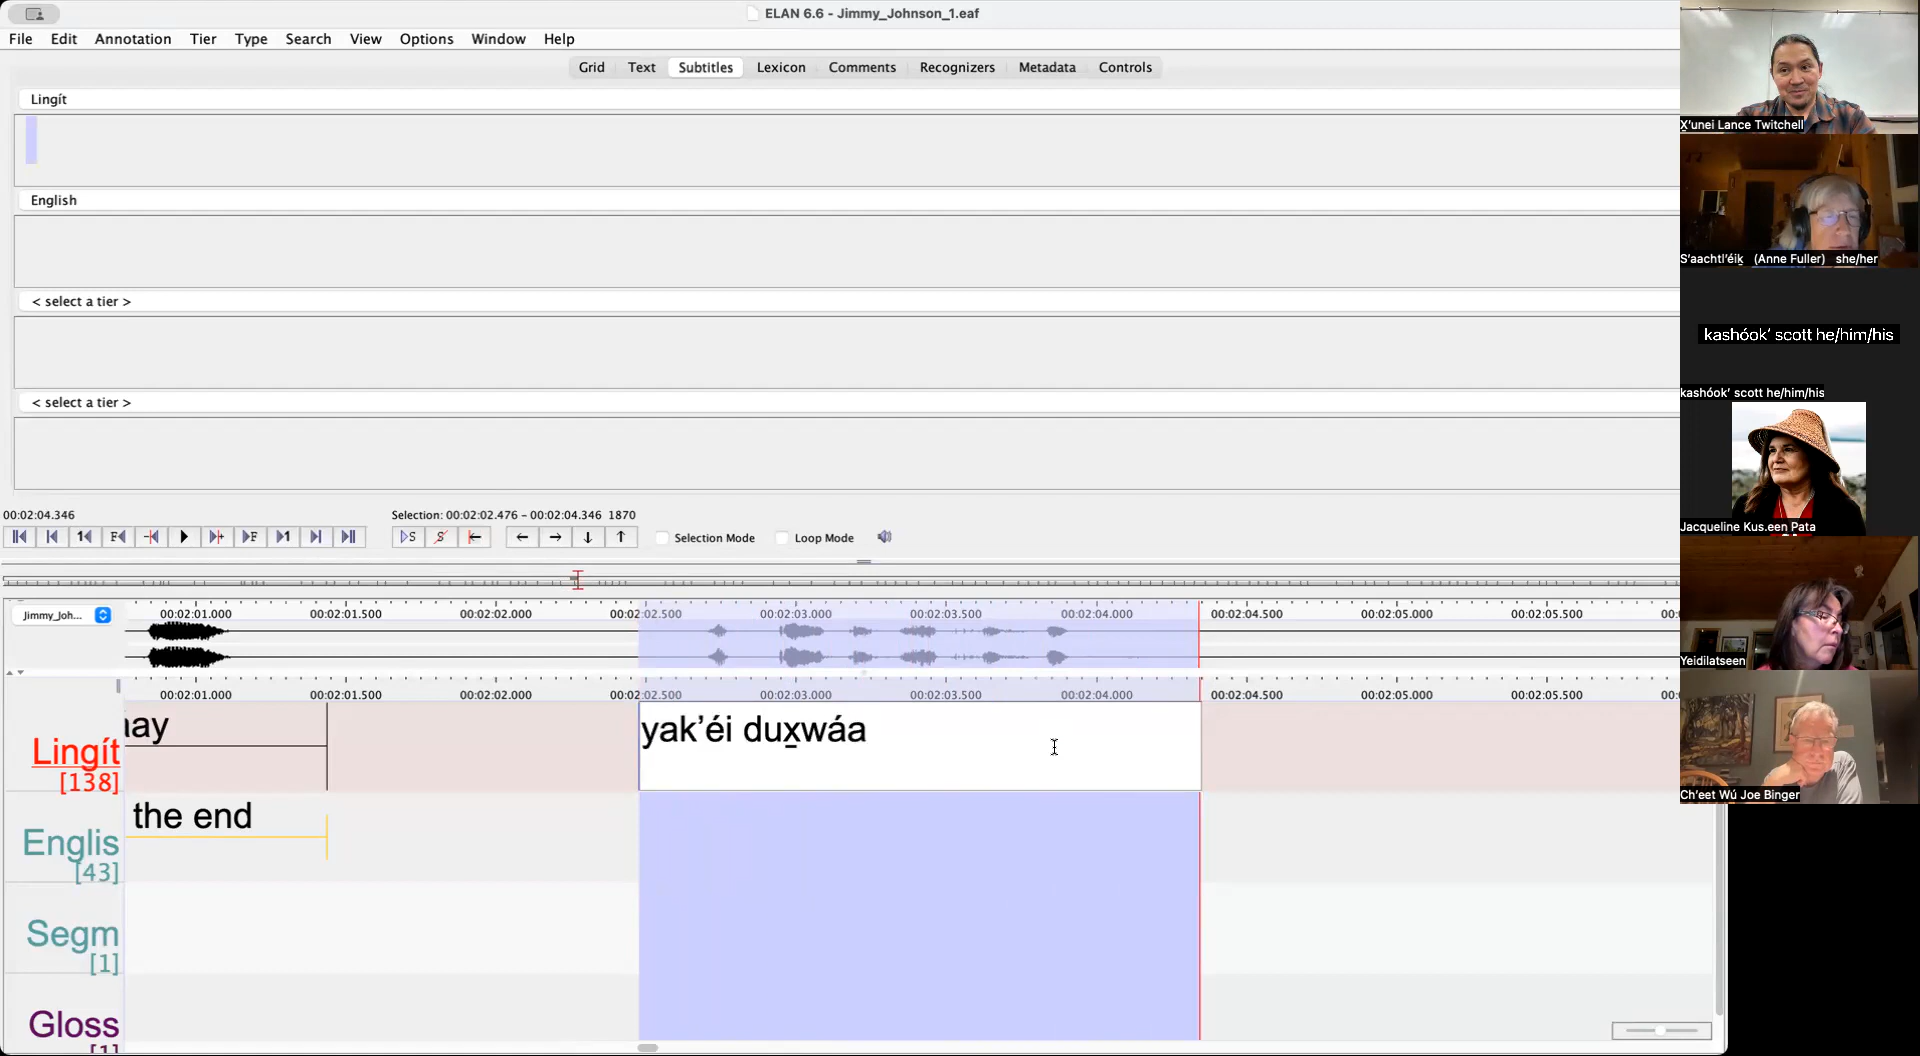 ELAN 6.6 - Jimmy_Johnson_1.eaf
File Edit Annotation Tier Type Search View Options Window Help
Grid Text Subtitles Lexicon Comments Recognizers Metadata Controls
Lingít
English
< select a tier >
< select a tier >
00:02:04.346
Selection: 00:02:02.476 - 00:02:04.346 1870
Selection Mode
Loop Mode
Jimmy_Joh...
00:02:01.000 00:02:01.500 00:02:02.000 00:02:02.500 00:02:03.000 00:02:03.500 00:02:04.000 00:02:04.500 00:02:05.000 00:02:05.500
00:02:01.000 00:02:01.500 00:02:02.000 00:02:02.500 00:02:03.000 00:02:03.500 00:02:04.000 00:02:04.500 00:02:05.000 00:02:05.500
yak’éi dux̱wáa
Lingít
[138]
the end
Englis
[43]
Segm
[1]
Gloss
[1]
X̱ʼunei Lance Twitchell
Sʼaachtlʼéiḵ (Anne Fuller) she/her
kashóokʼ scott he/him/his
kashóokʼ scott he/him/his
Jacqueline Kus.een Pata
Yeidilatseen
Ch’eet Wú Joe Binger